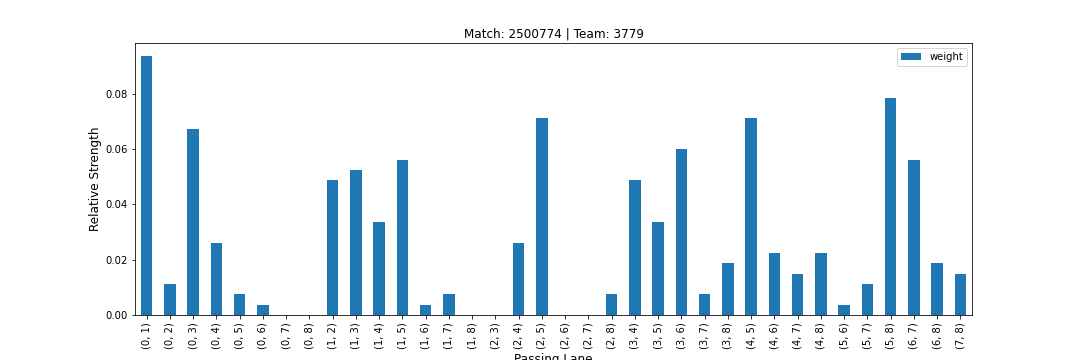 Match: 2500774 | Team: 3779
weight
Relative Strength
0.08
0.06
0.04
0.02
0.00
(0, 1) (0, 2) (0, 3) (0, 4) (0, 5) (0, 6) (0, 7) (0, 8) (1, 2) (1, 3) (1, 4) (1, 5) (1, 6) (1, 7) (1, 8) (2, 3) (2, 4) (2, 5) (2, 6) (2, 7) (2, 8) (3, 4) (3, 5) (3, 6) (3, 7) (3, 8) (4, 5) (4, 6) (4, 7) (4, 8) (5, 6) (5, 7) (5, 8) (6, 7) (6, 8) (7, 8)
Passing Lane